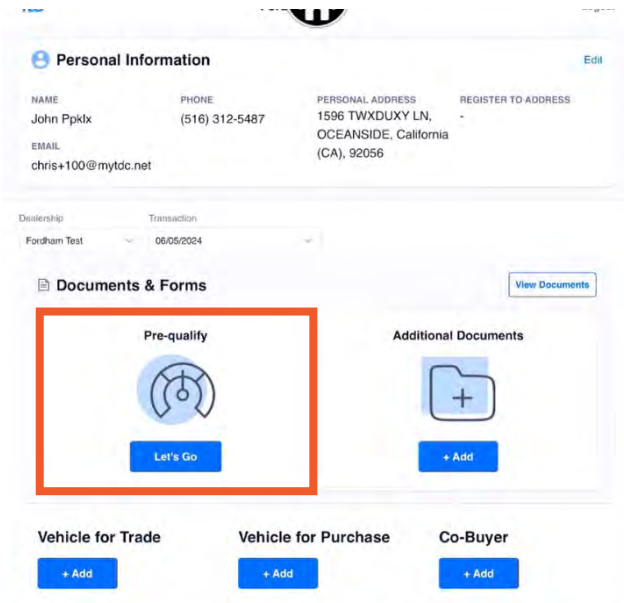 Personal Information
Edit
NAME
John Ppklx
PHONE
(516) 312-5487
PERSONAL ADDRESS
1596 TWXDUXY LN,
OCEANSIDE, California
(CA), 92056
REGISTER TO ADDRESS
-
EMAIL
chris+100@mytdc.net
Dealership
Transaction
Fordham Test
06/05/2024
Documents & Forms
View Documents
Pre-qualify
Let's Go
Additional Documents
+ Add
Vehicle for Trade
+ Add
Vehicle for Purchase
+ Add
Co-Buyer
+ Add